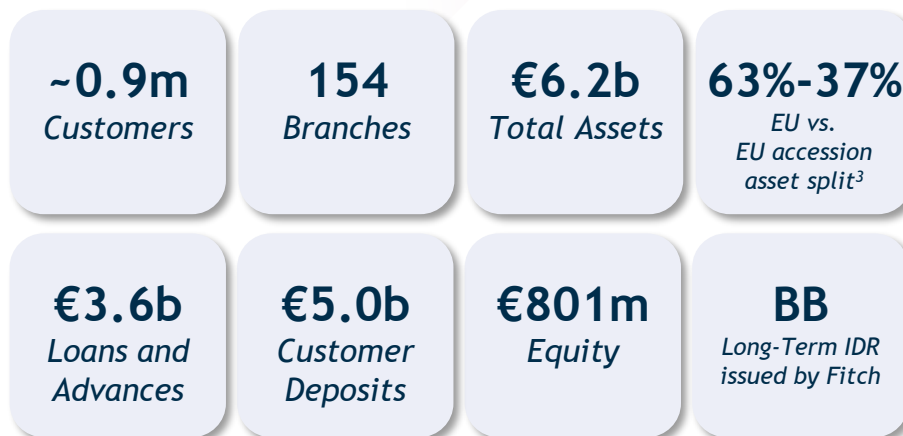 ~0.9m
Customers
154
Branches
€6.2b
Total Assets
63%-37%
EU vs.
EU accession
asset split³
€3.6b
Loans and
Advances
€5.0b
Customer
Deposits
€801m
Equity
BB
Long-Term IDR
issued by Fitch